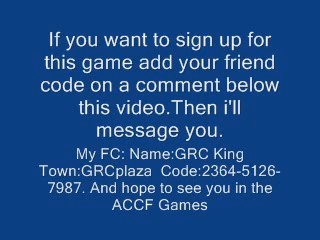 If you want to sign up for
this game add your friend
code on a comment below
this video.Then i'll
message you.
My FC: Name:GRC King
Town:GRCplaza  Code:2364-5126-
7987. And hope to see you in the
ACCF Games